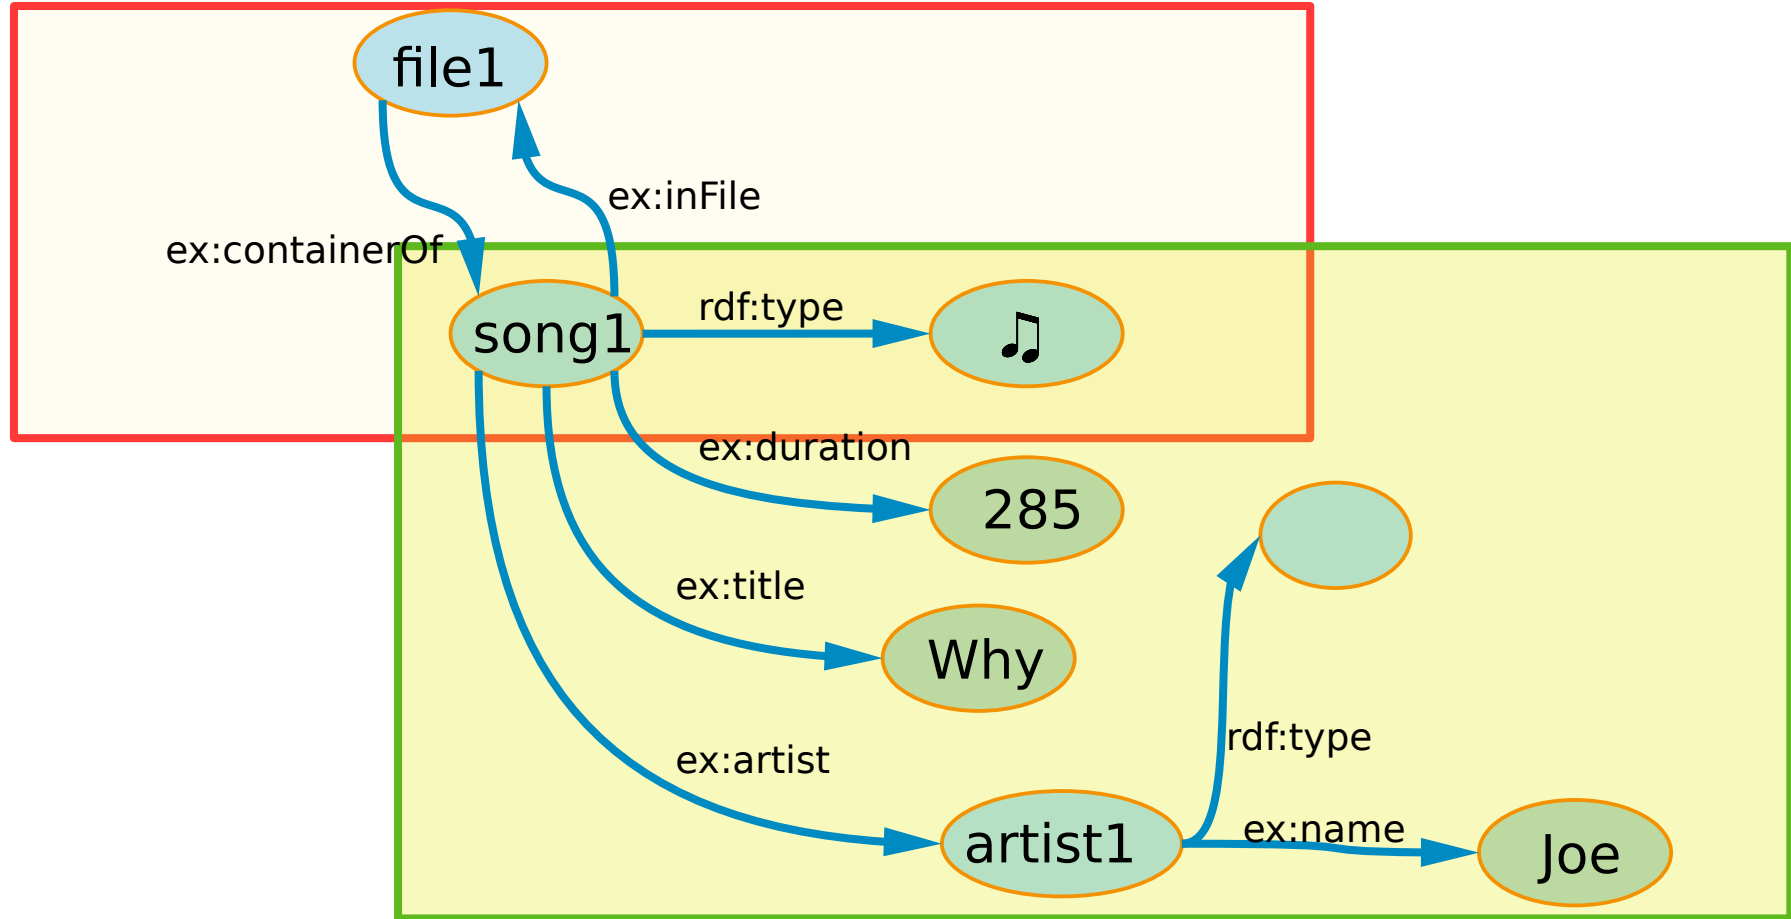 file1
ex:inFile
ex:containerOf
song1
rdf:type
♫
ex:duration
285
ex:title
Why
rdf:type
ex:artist
artist1
ex:name
Joe